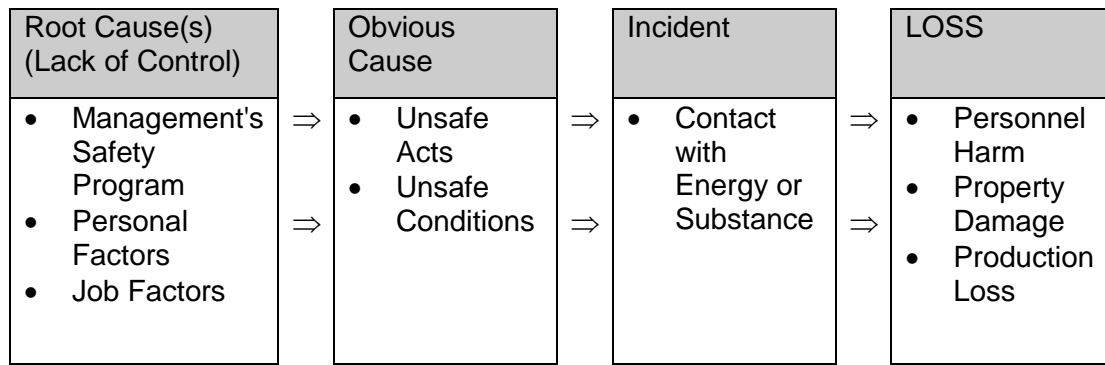 Root Cause(s)
(Lack of Control)
• Management's
Safety
Program
• Personal
Factors
• Job Factors
⇒
⇒
Obvious
Cause
• Unsafe
Acts
• Unsafe
Conditions
⇒
⇒
Incident
• Contact
with
Energy or
Substance
⇒
⇒
LOSS
• Personnel
Harm
• Property
Damage
• Production
Loss